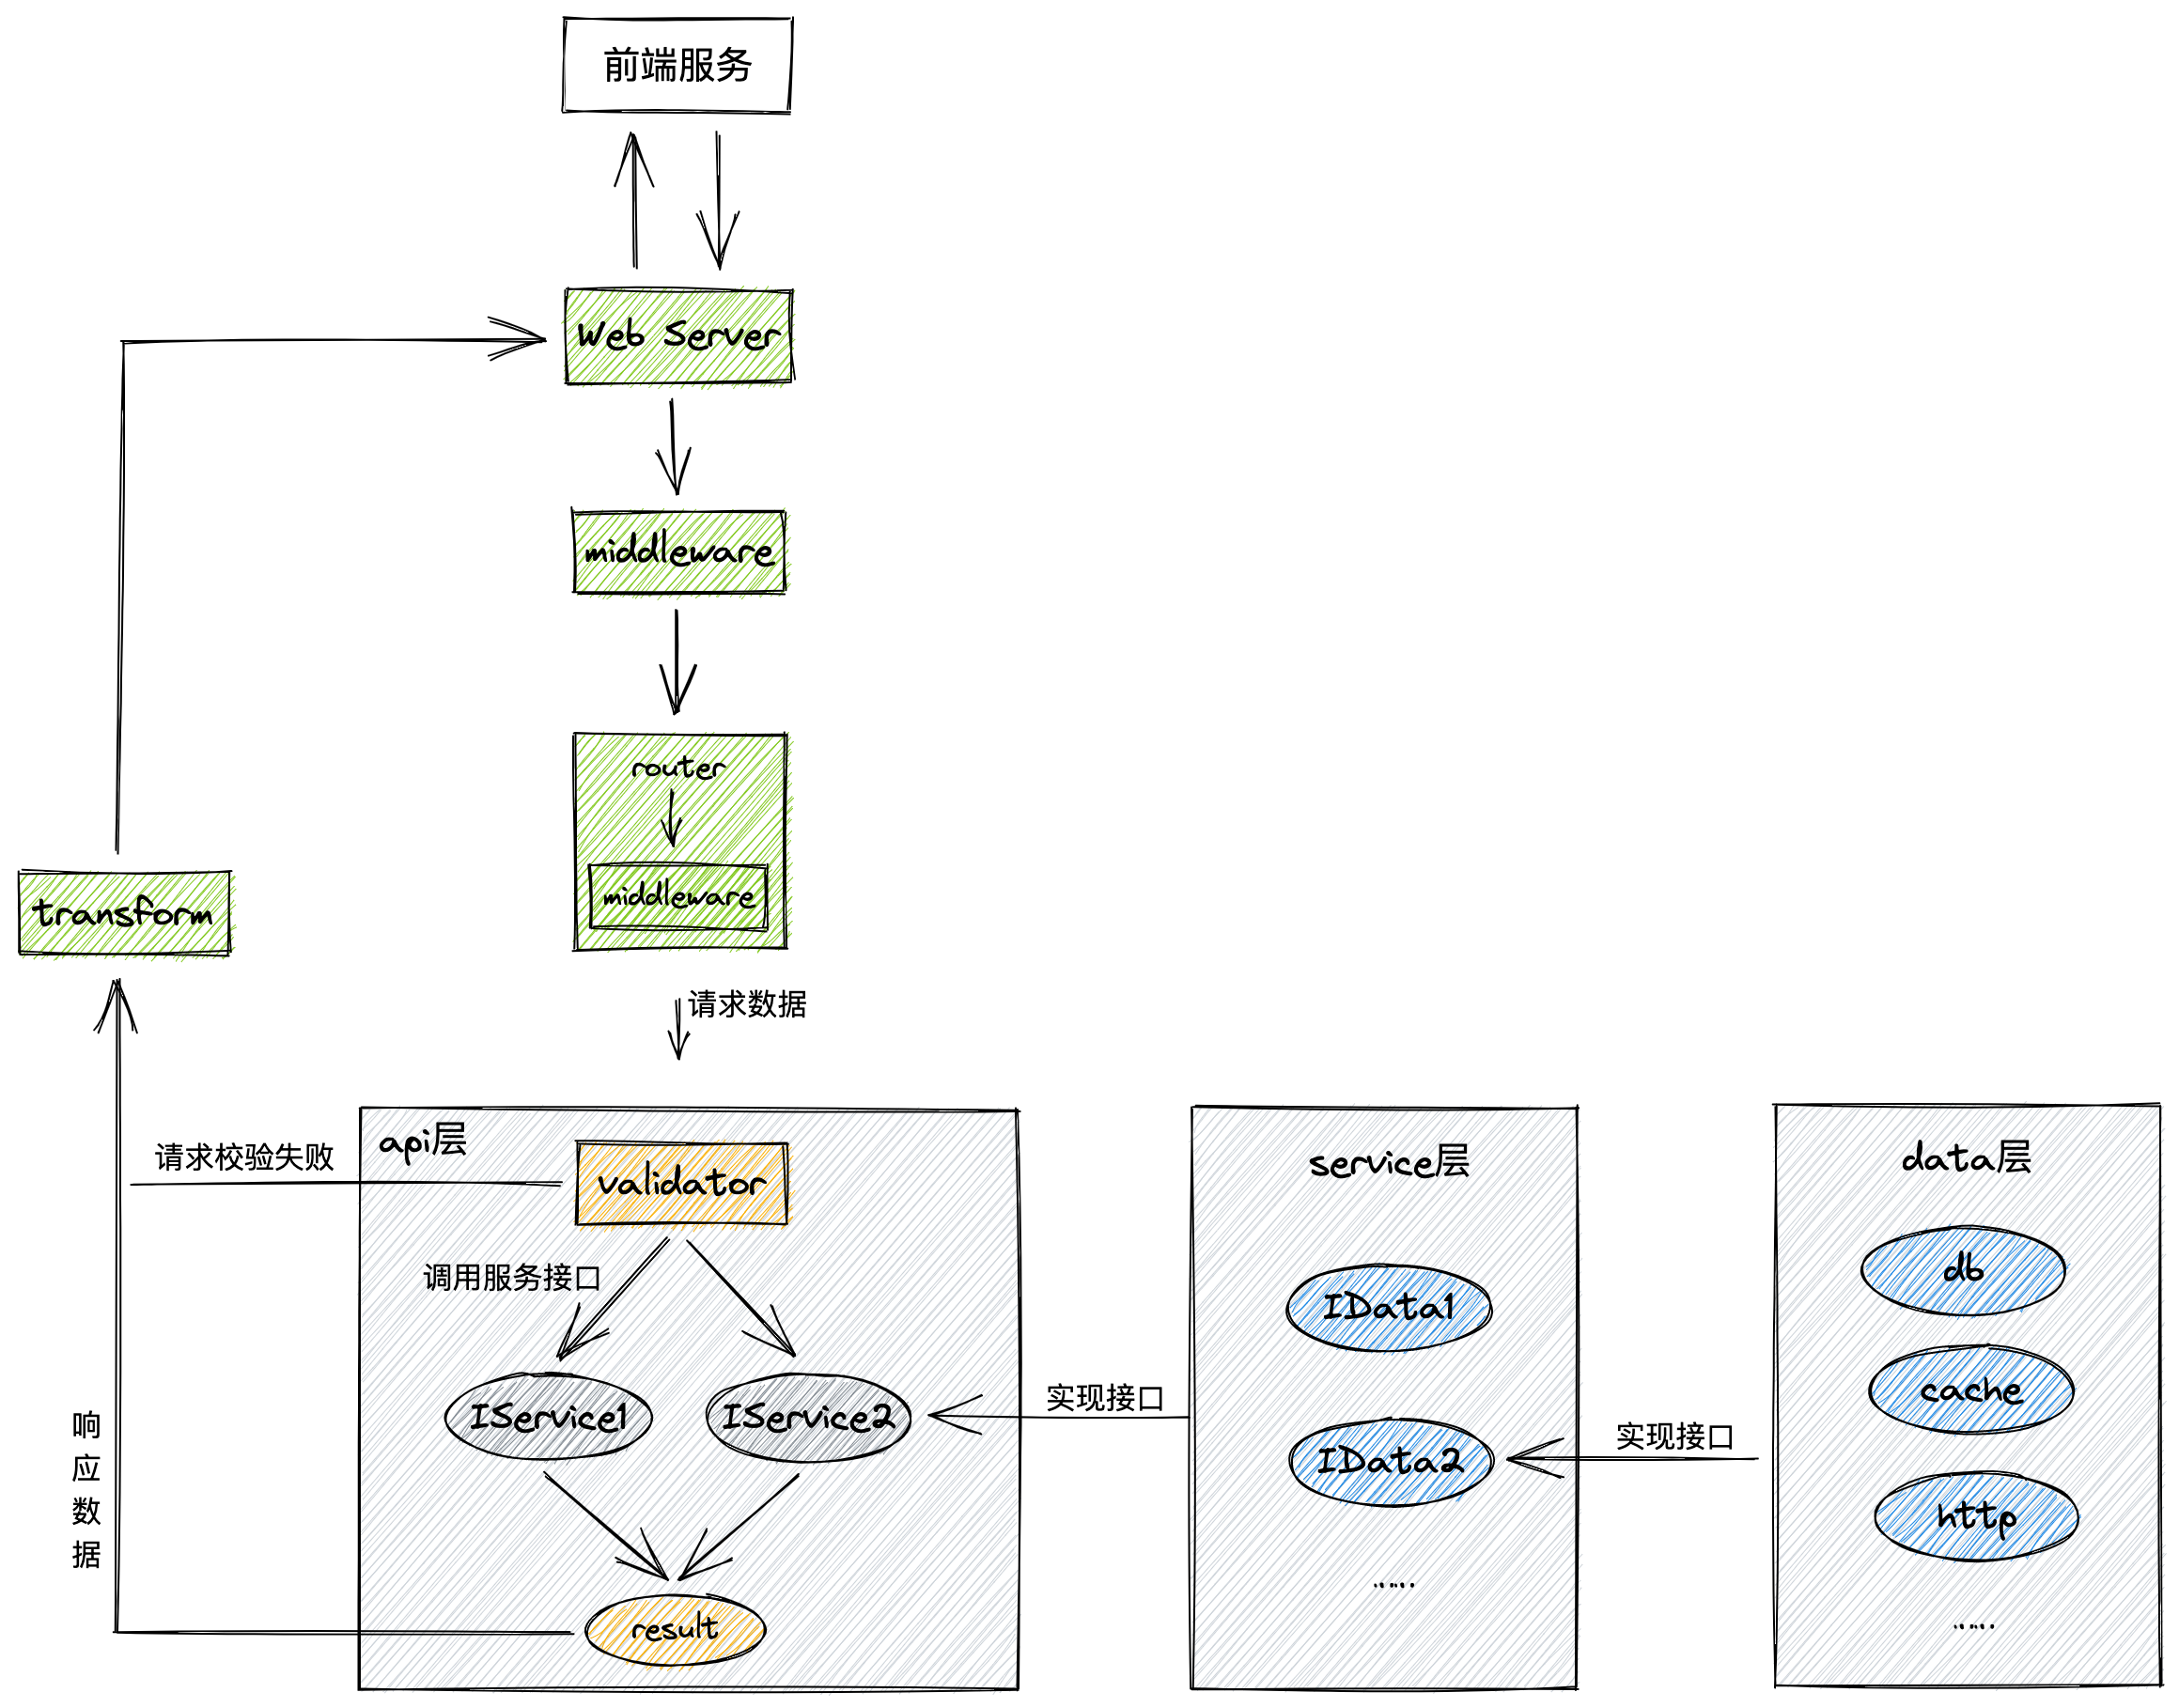 前端服务
Web Server
middleware
router
middleware
transform
请求数据
api层
validator
请求校验失败
调用服务接口
IService1
IService2
result
响
应
数
据
实现接口
service层
IData1
IData2
......
实现接口
data层
db
cache
http
......